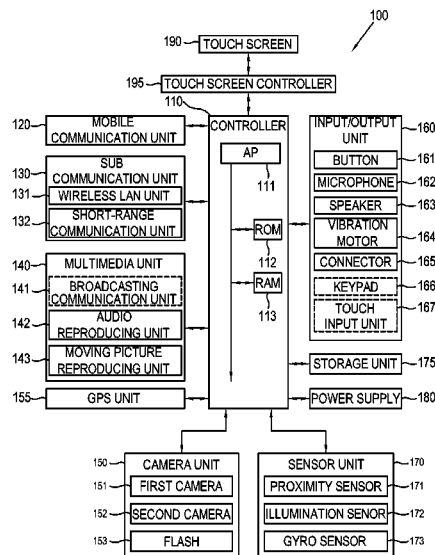 100
190 TOUCH SCREEN
195 TOUCH SCREEN CONTROLLER
110
CONTROLLER
AP
111
ROM
112
RAM
113
120 MOBILE
COMMUNICATION UNIT
130 SUB
COMMUNICATION UNIT
131 WIRELESS LAN UNIT
132 SHORT-RANGE
COMMUNICATION UNIT
140 MULTIMEDIA UNIT
141 BROADCASTING
COMMUNICATION UNIT
142 AUDIO
REPRODUCING UNIT
143 MOVING PICTURE
REPRODUCING UNIT
155 GPS UNIT
INPUT/OUTPUT
UNIT 160
BUTTON 161
MICROPHONE 162
SPEAKER 163
VIBRATION
MOTOR 164
CONNECTOR 165
KEYPAD 166
TOUCH
INPUT UNIT 167
STORAGE UNIT 175
POWER SUPPLY 180
150 CAMERA UNIT
151 FIRST CAMERA
152 SECOND CAMERA
153 FLASH
SENSOR UNIT 170
PROXIMITY SENSOR 171
ILLUMINATION SENOR 172
GYRO SENSOR 173